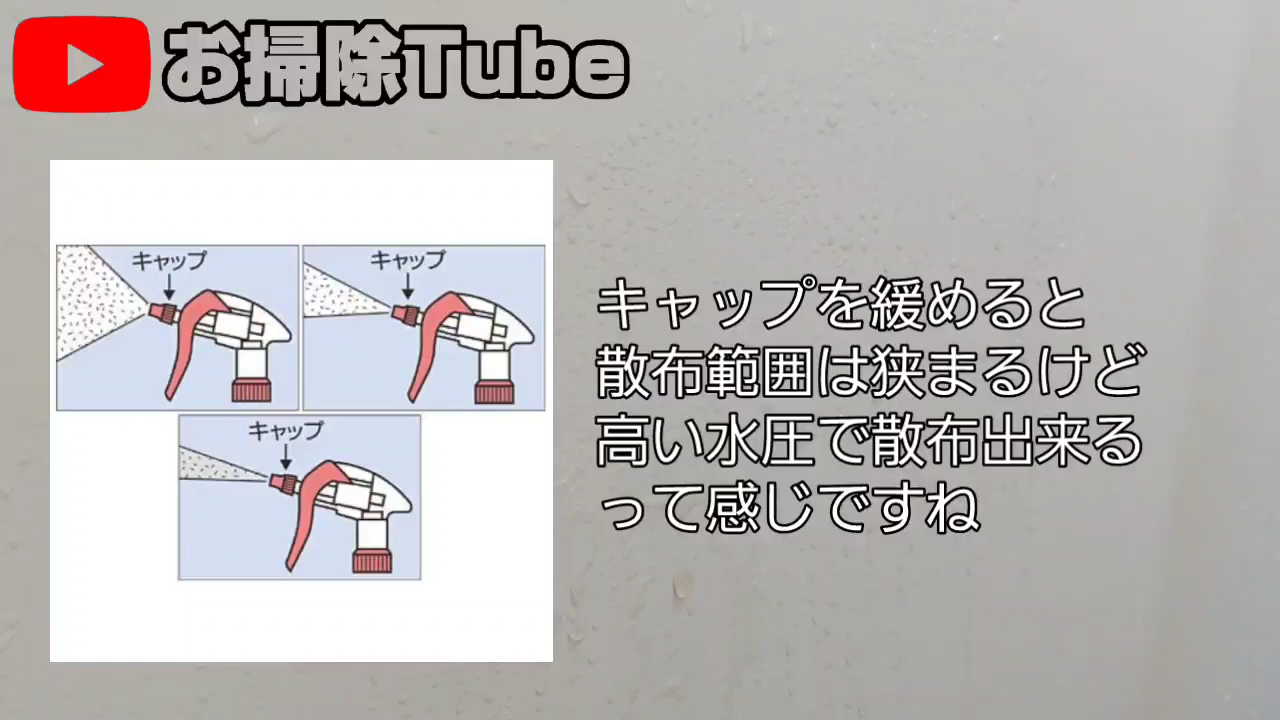 お掃除Tube
キャップ
キャップ
キャップ
キャップを緩めると
散布範囲は狭まるけど
高い水圧で散布出来る
って感じですね